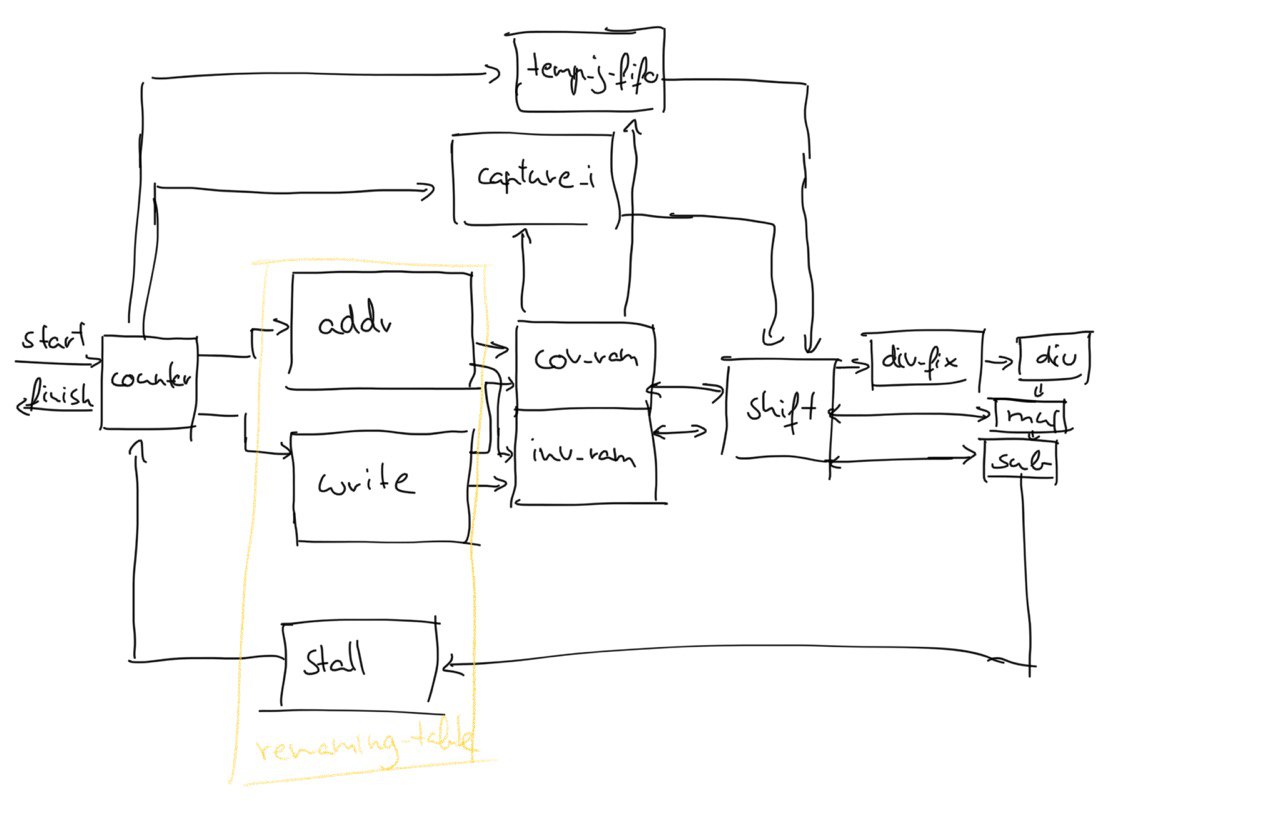 temp-j-fifo
capture-i
start
finish
counter
addr
write
stall
renaming-table
cov-ram
inv-ram
shift
div-fix
div
sub